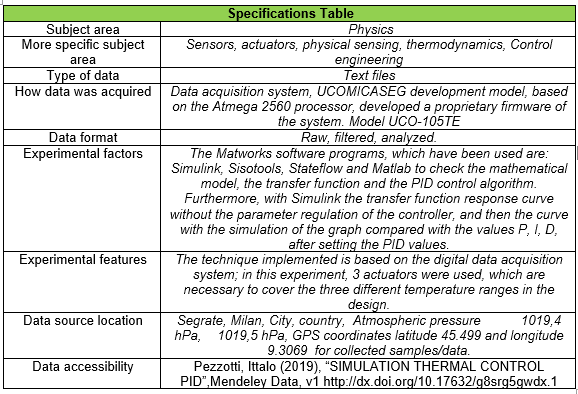 Specifications Table
Subject area Physics
More specific subject Sensors, actuators, physical sensing, thermodynamics, Control
area engineering
Type of data Text files
How data was acquired Data acquisition system, UCOMICASEG development model, based
on the Atmega 2560 processor, developed a proprietary firmware of
the system. Model UCO-105TE
Data format Raw, filtered, analyzed.
Experimental factors The Matworks software programs, which have been used are:
Simulink, Sisotools, Stateflow and Matlab to check the mathematical
model, the transfer function and the PID control algorithm.
Furthermore, with Simulink the transfer function response curve
without the parameter regulation of the controller, and then the curve
with the simulation of the graph compared with the values P, I, D,
after setting the PID values.
Experimental features The technique implemented is based on the digital data acquisition
system; in this experiment, 3 actuators were used, which are
necessary to cover the three different temperature ranges in the
design.
Data source location Segrate, Milan, City, country, Atmospheric pressure 1019,4
hPa, 1019,5 hPa, GPS coordinates latitude 45.499 and longitude
9.3069 for collected samples/data.
Data accessibility Pezzotti, Ittalo (2019), “SIMULATION THERMAL CONTROL
PID”,Mendeley Data, v1 http://dx.doi.org/10.17632/g8srg5gwdx.1